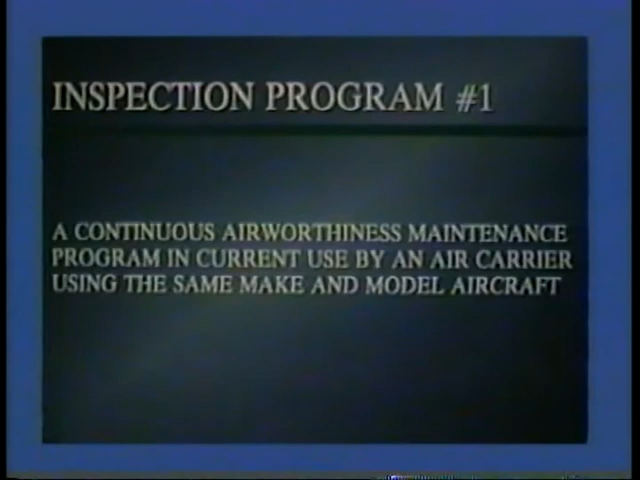 INSPECTION PROGRAM #1
A CONTINUOUS AIRWORTHINESS MAINTENANCE
PROGRAM IN CURRENT USE BY AN AIR CARRIER
USING THE SAME MAKE AND MODEL AIRCRAFT